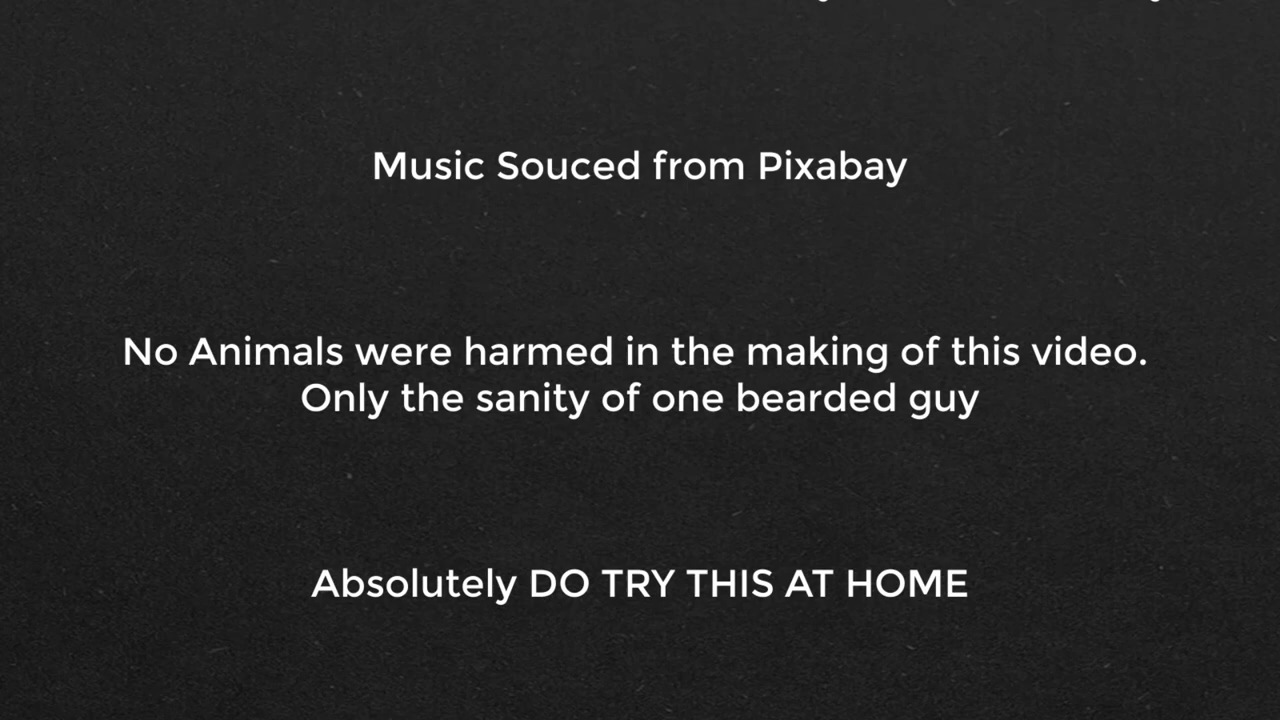 Music Souced from Pixabay
No Animals were harmed in the making of this video.
Only the sanity of one bearded guy
Absolutely DO TRY THIS AT HOME